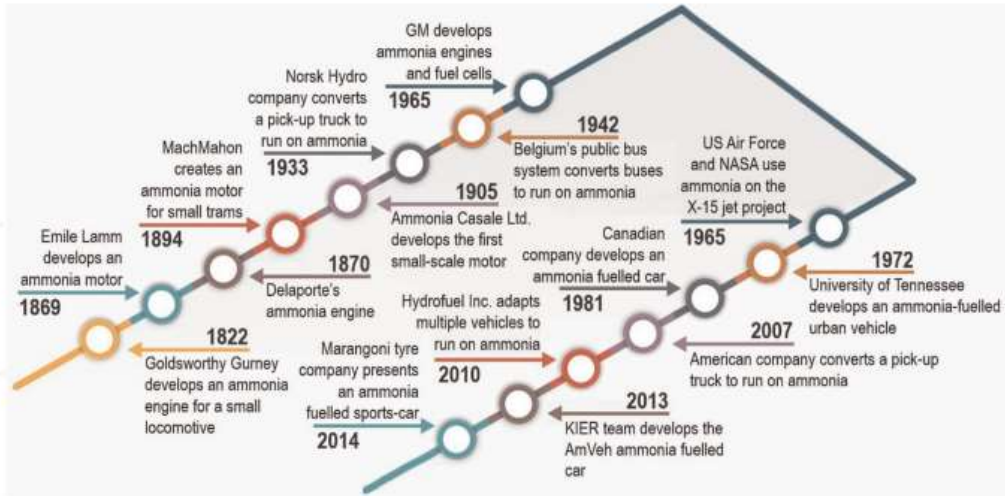 GM develops
ammonia engines
and fuel cells
1965
Norsk Hydro
company converts
a pick-up truck to
run on ammonia
1933
1942
Belgium's public bus
system converts buses
to run on ammonia
MachMahon
creates an
ammonia motor
for small trams
1894
1905
Ammonia Casale Ltd.
develops the first
small-scale motor
Emile Lamm
develops an
ammonia motor
1869
1870
Delaporte's
ammonia engine
1822
Goldsworthy Gurney
develops an ammonia
engine for a small
locomotive
US Air Force
and NASA use
ammonia on the
X-15 jet project
1965
1972
University of Tennessee
develops an ammonia-fuelled
urban vehicle
Canadian
company develops an
ammonia fuelled car
1981
2007
American company converts a pick-up
truck to run on ammonia
Hydrofuel Inc. adapts
multiple vehicles to
run on ammonia
2010
2013
KIER team develops the
AmVeh ammonia fuelled
car
Marangoni tyre
company presents
an ammonia
fuelled sports-car
2014